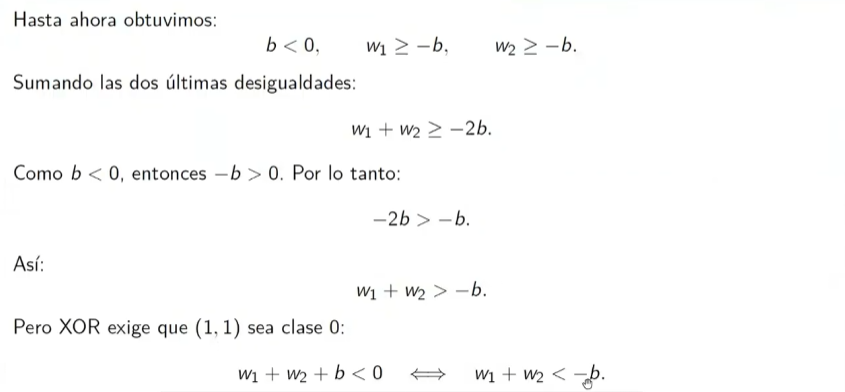 Hasta ahora obtuvimos:
b < 0, w₁ ≥ −b, w₂ ≥ −b.
Sumando las dos últimas desigualdades:
w₁ + w₂ ≥ −2b.
Como b < 0, entonces −b > 0. Por lo tanto:
−2b > −b.
Así:
w₁ + w₂ > −b.
Pero XOR exige que (1, 1) sea clase 0:
w₁ + w₂ + b < 0 ⟺ w₁ + w₂ < −b.